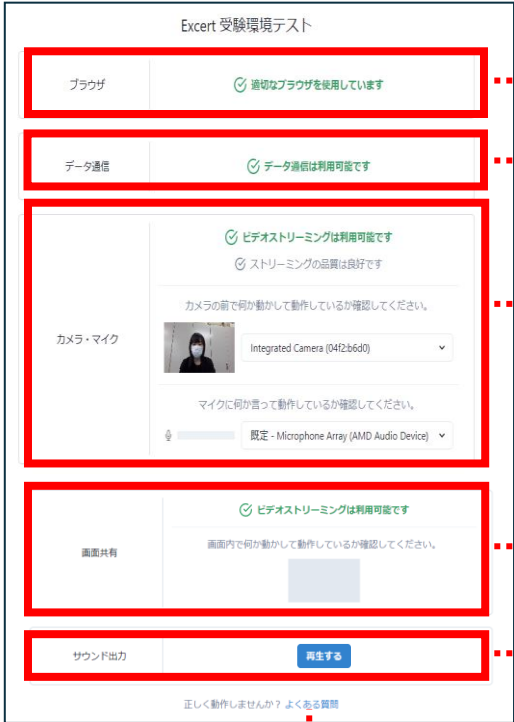 Excert 受験環境テスト
ブラウザ
適切なブラウザを使用しています
データ通信
データ通信は利用可能です
カメラ・マイク
ビデオストリーミングは利用可能です
ストリーミングの品質は良好です
カメラの前で何か動かして動作しているか確認してください。
Integrated Camera (04f2:b6d0)
マイクに何か言って動作しているか確認してください。
既定 - Microphone Array (AMD Audio Device)
画面共有
ビデオストリーミングは利用可能です
画面内で何か動かして動作しているか確認してください。
サウンド出力
再生する
正しく動作しませんか？ よくある質問